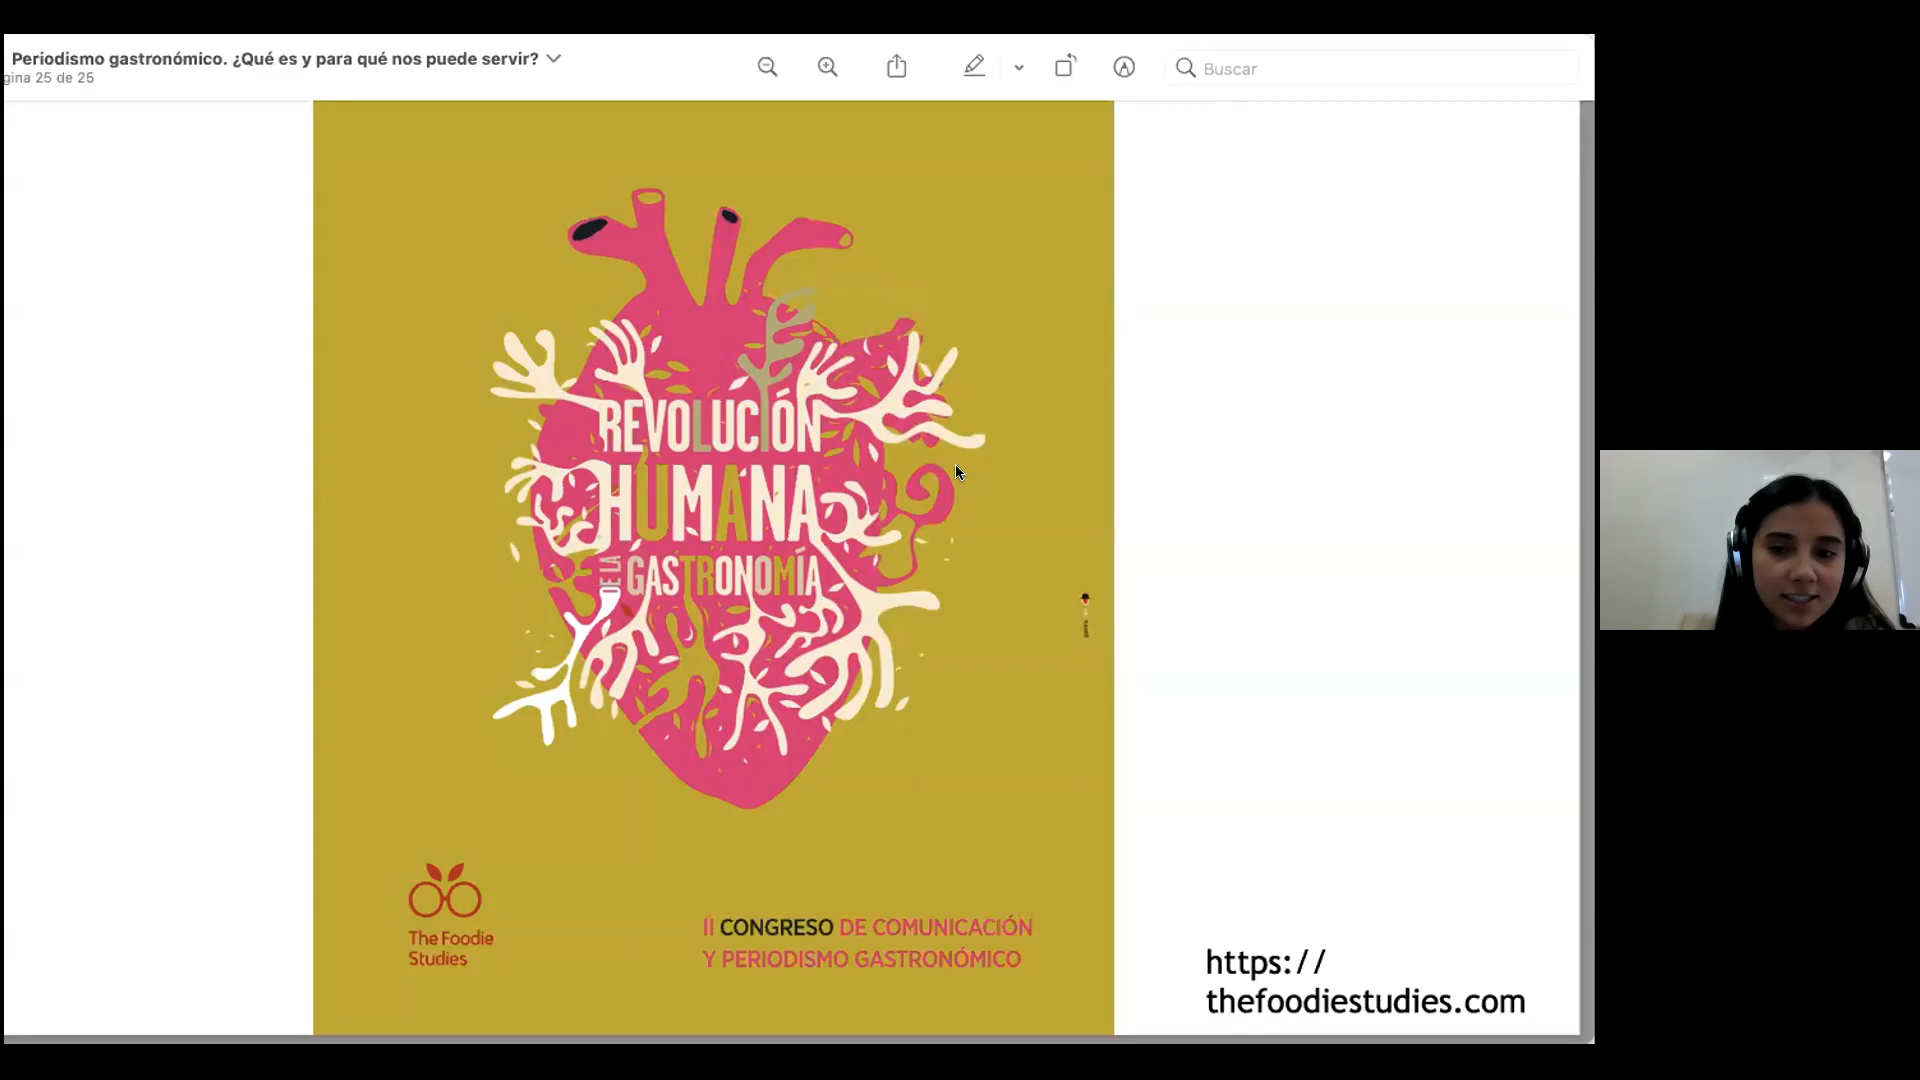 Periodismo gastronómico. ¿Qué es y para qué nos puede servir?
gina 25 de 25
Buscar
REVOLUCIÓN
HUMANA
DE LA GASTRONOMÍA
The Foodie
Studies
II CONGRESO DE COMUNICACIÓN
Y PERIODISMO GASTRONÓMICO
https://
thefoodiestudies.com